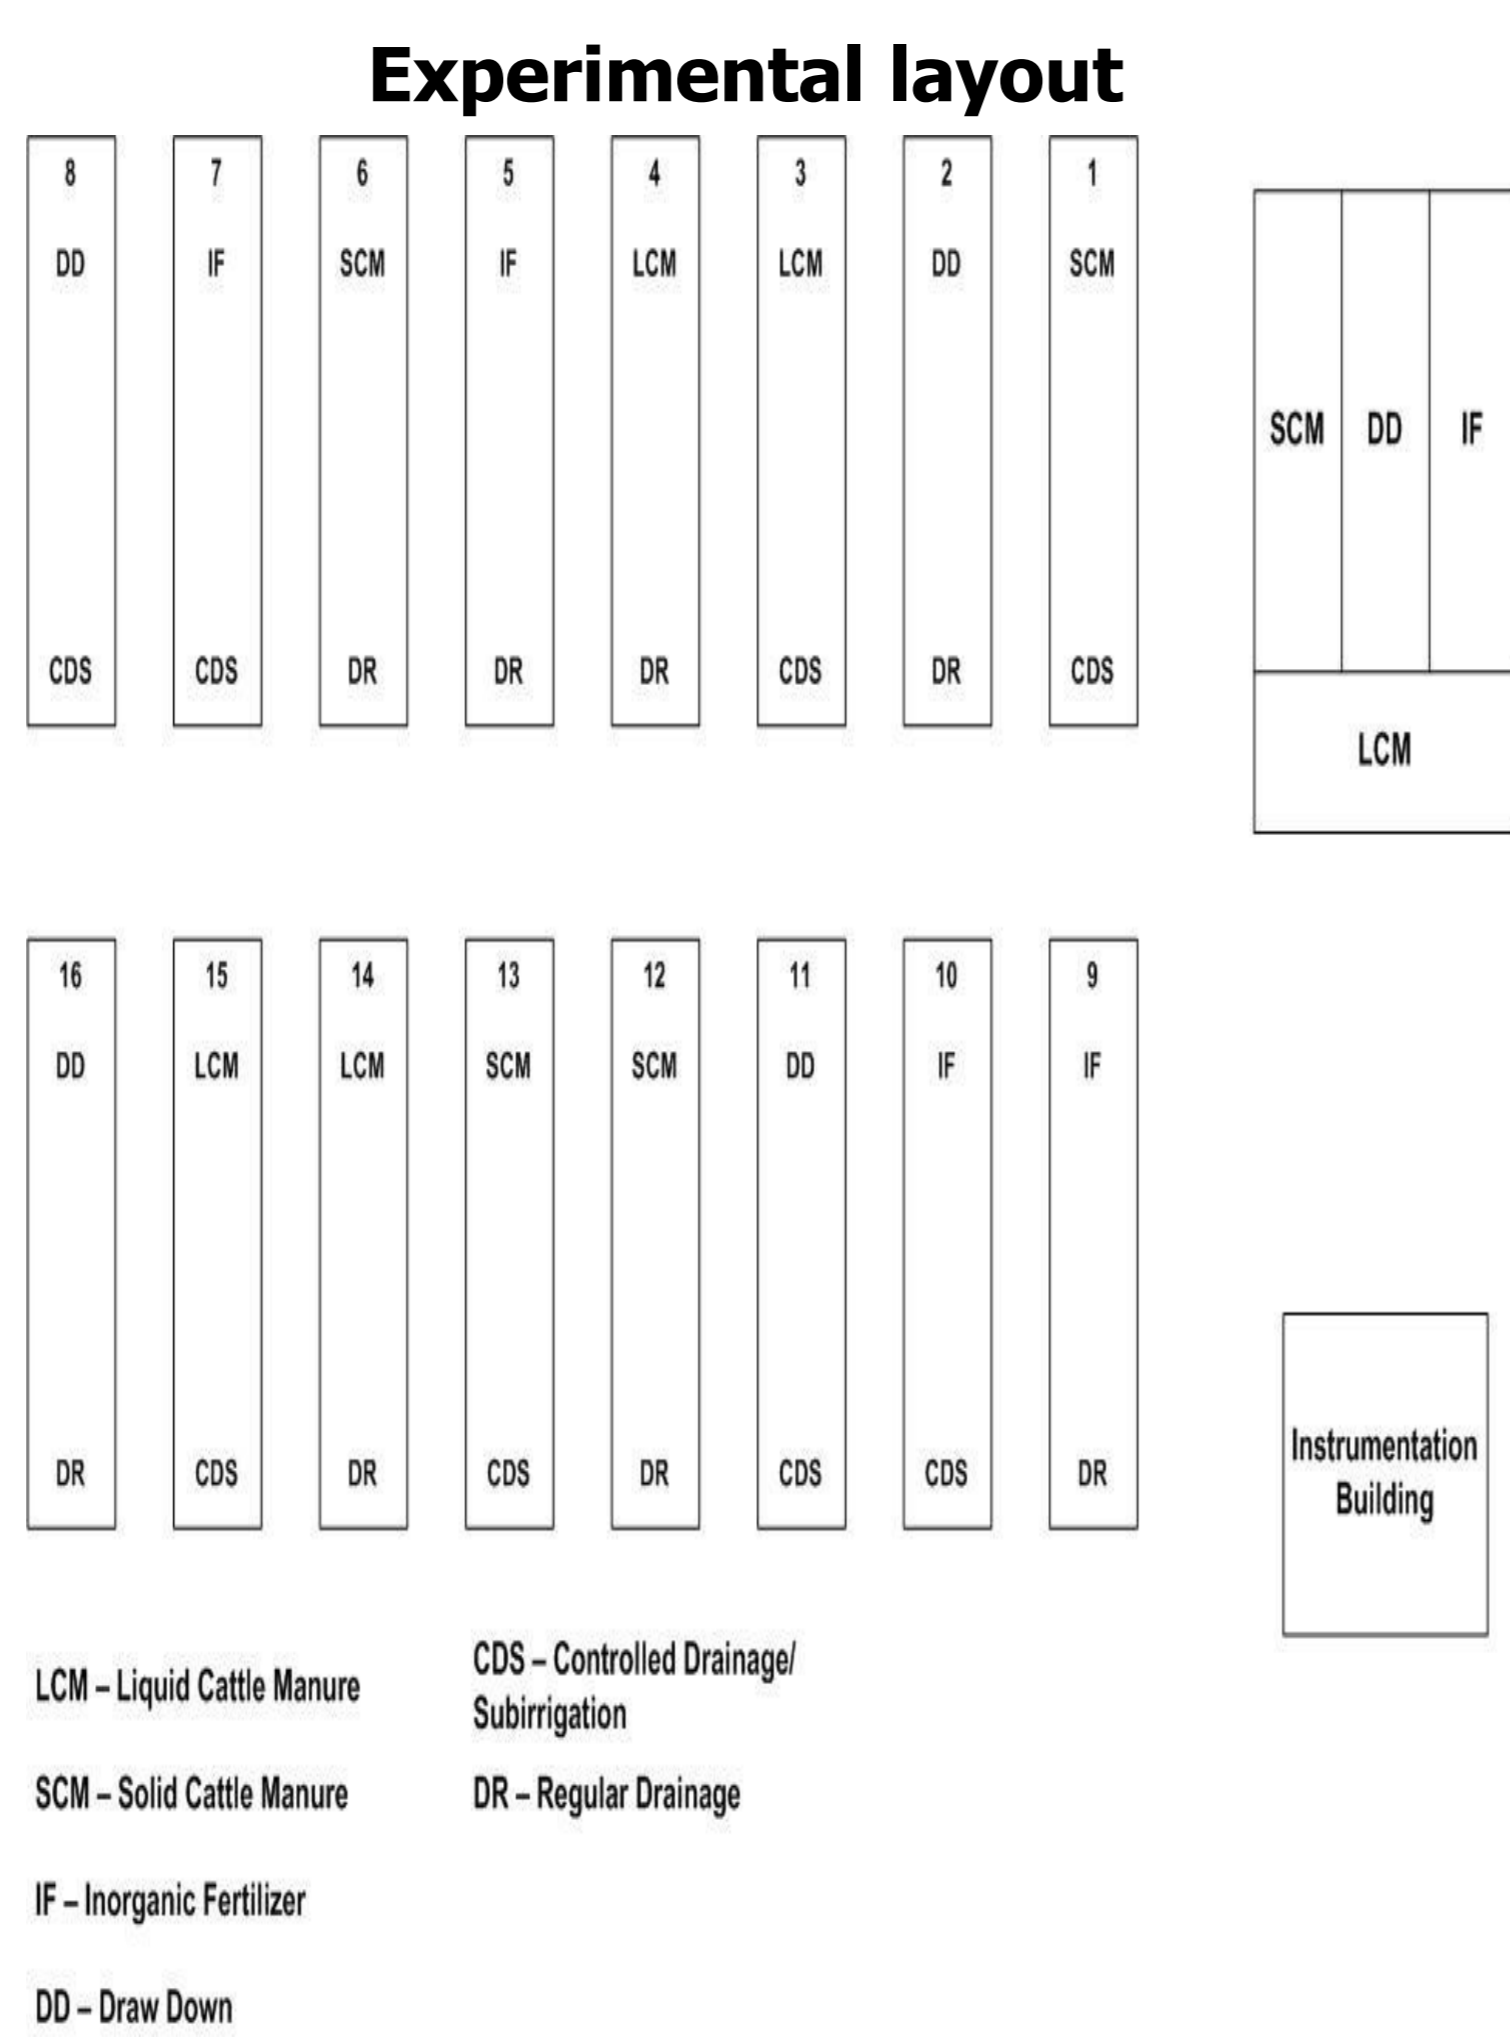 Experimental layout
8 7 6 5 4 3 2 1
DD IF SCM IF LCM LCM DD SCM
SCM DD IF
CDS CDS DR DR DR CDS DR CDS
LCM
16 15 14 13 12 11 10 9
DD LCM LCM SCM SCM DD IF IF
DR CDS DR CDS DR CDS CDS DR
Instrumentation
Building
LCM – Liquid Cattle Manure
CDS – Controlled Drainage/
Subirrigation
SCM – Solid Cattle Manure
DR – Regular Drainage
IF – Inorganic Fertilizer
DD – Draw Down